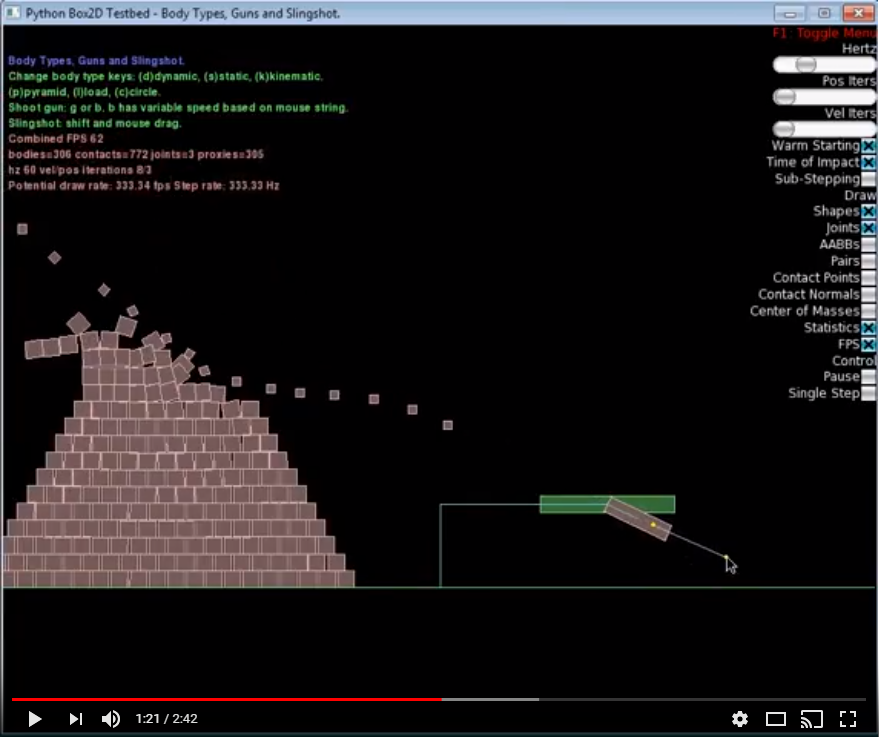 Python Box2D Testbed - Body Types, Guns and Slingshot.
Body Types, Guns and Slingshot.
Change body type keys: (d)dynamic, (s)static, (k)kinematic.
(p)pyramid, (l)load, (c)circle.
Shoot gun: g or b. b has variable speed based on mouse string.
Slingshot: shift and mouse drag.
Combined FPS 62
bodies=306 contacts=772 joints=3 proxies=305
hz 60 vel/pos iterations 8/3
Potential draw rate: 333.34 fps Step rate: 333.33 Hz
F1: Toggle Menu
Hertz
Pos Iters
Vel Iters
Warm Starting
Time of Impact
Sub-Stepping
Draw
Shapes
Joints
AABBs
Pairs
Contact Points
Contact Normals
Center of Masses
Statistics
FPS
Control
Pause
Single Step
1:21 / 2:42